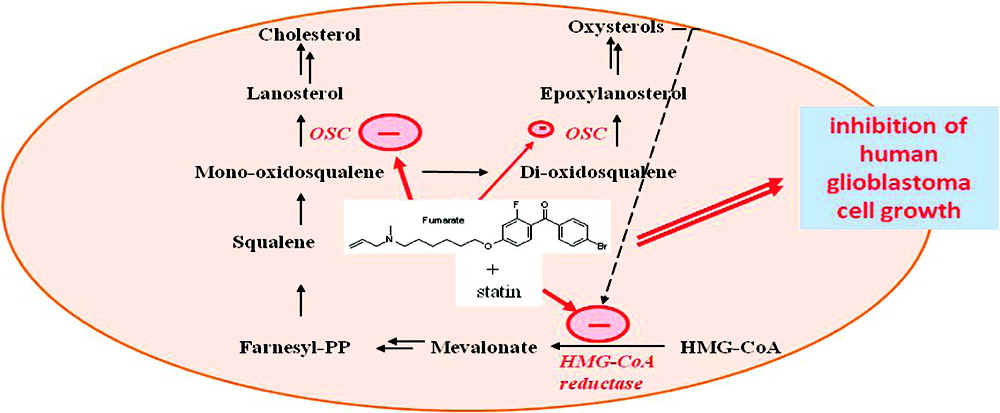 Cholesterol
Oxysterols
Lanosterol
Epoxylanosterol
OSC
–
-
OSC
Mono-oxidosqualene
Di-oxidosqualene
inhibition of
human
glioblastoma
cell growth
Fumarate
F
O
N
O
Br
Squalene
+
statin
–
Farnesyl-PP
Mevalonate
HMG-CoA
HMG-CoA
reductase